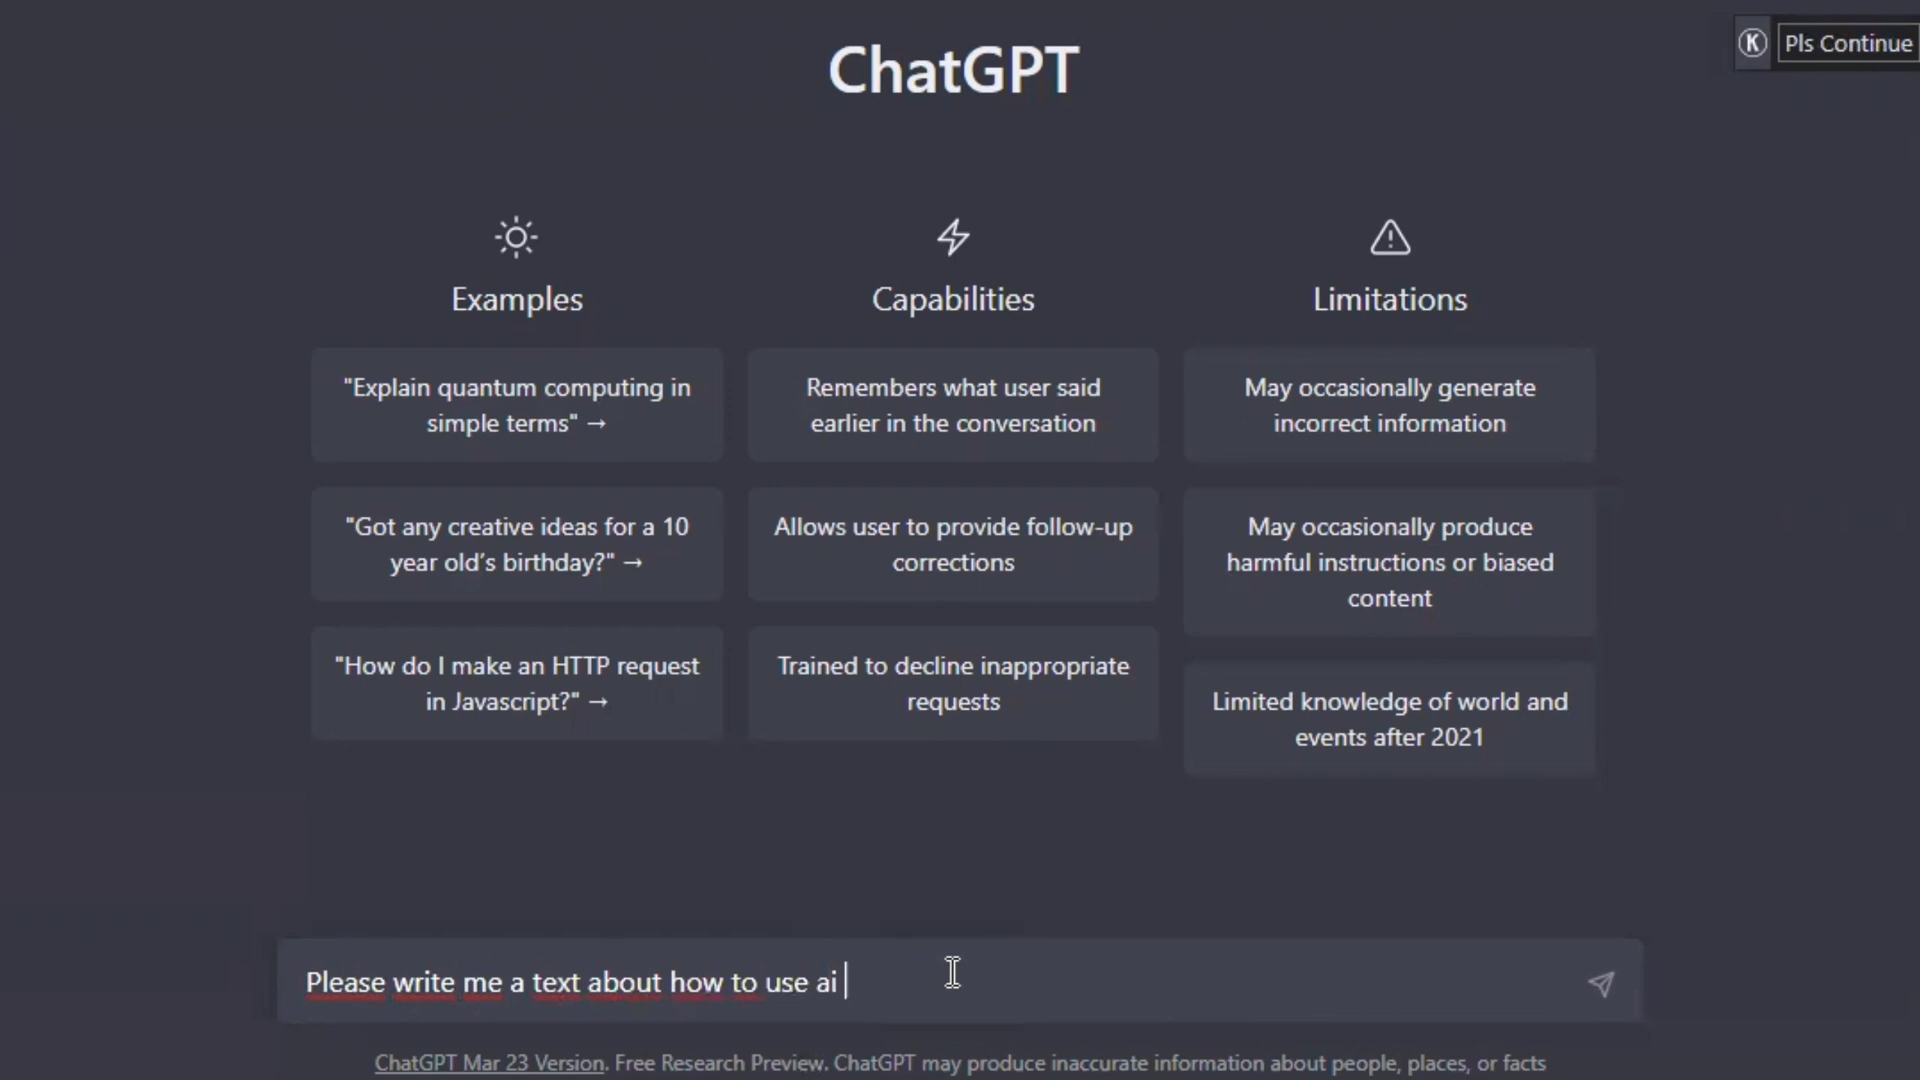 ChatGPT
K Pls Continue
Examples
"Explain quantum computing in
simple terms" →
"Got any creative ideas for a 10
year old’s birthday?" →
"How do I make an HTTP request
in Javascript?" →
Capabilities
Remembers what user said
earlier in the conversation
Allows user to provide follow-up
corrections
Trained to decline inappropriate
requests
Limitations
May occasionally generate
incorrect information
May occasionally produce
harmful instructions or biased
content
Limited knowledge of world and
events after 2021
Please write me a text about how to use ai
ChatGPT Mar 23 Version. Free Research Preview. ChatGPT may produce inaccurate information about people, places, or facts